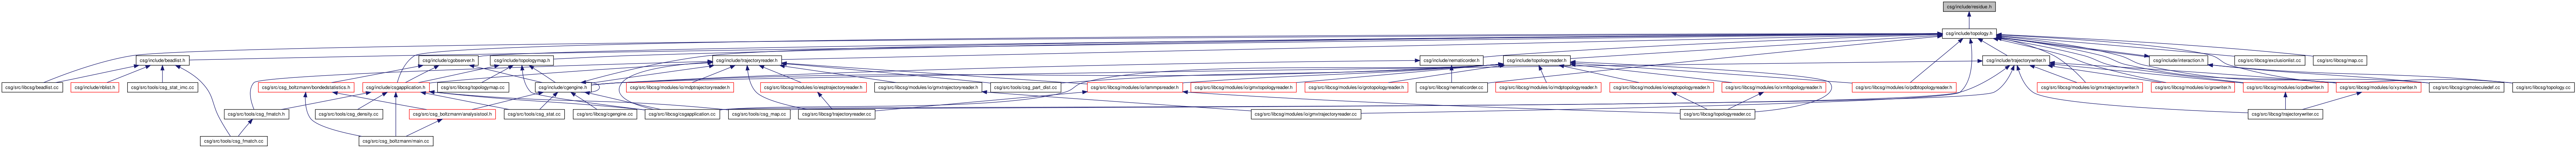 csg/include/residue.h
csg/include/topology.h
csg/include/beadlist.h
csg/include/cgobserver.h
csg/include/topologymap.h
csg/include/trajectoryreader.h
csg/include/nematicorder.h
csg/include/topologyreader.h
csg/include/trajectorywriter.h
csg/include/interaction.h
csg/src/libcsg/exclusionlist.cc
csg/src/libcsg/map.cc
csg/src/libcsg/beadlist.cc
csg/include/nblist.h
csg/src/tools/csg_stat_imc.cc
csg/src/csg_boltzmann/bondedstatistics.h
csg/include/csgapplication.h
csg/src/libcsg/topologymap.cc
csg/include/cgengine.h
csg/src/libcsg/modules/io/mdptrajectoryreader.h
csg/src/libcsg/modules/io/esptrajectoryreader.h
csg/src/libcsg/modules/io/gmxtrajectoryreader.h
csg/src/tools/csg_part_dist.cc
csg/src/libcsg/modules/io/lammpsreader.h
csg/src/libcsg/modules/io/gmxtopologyreader.h
csg/src/libcsg/modules/io/grotopologyreader.h
csg/src/libcsg/nematicorder.cc
csg/src/libcsg/modules/io/mdptopologyreader.h
csg/src/libcsg/modules/io/esptopologyreader.h
csg/src/libcsg/modules/io/xmltopologyreader.h
csg/src/libcsg/modules/io/pdbtopologyreader.h
csg/src/libcsg/modules/io/gmxtrajectorywriter.h
csg/src/libcsg/modules/io/growriter.h
csg/src/libcsg/modules/io/pdbwriter.h
csg/src/libcsg/modules/io/xyzwriter.h
csg/src/libcsg/cgmoleculedef.cc
csg/src/libcsg/topology.cc
csg/src/tools/csg_fmatch.h
csg/src/tools/csg_density.cc
csg/src/csg_boltzmann/analysistool.h
csg/src/tools/csg_stat.cc
csg/src/libcsg/cgengine.cc
csg/src/libcsg/csgapplication.cc
csg/src/tools/csg_map.cc
csg/src/libcsg/trajectoryreader.cc
csg/src/libcsg/modules/io/gmxtrajectoryreader.cc
csg/src/libcsg/topologyreader.cc
csg/src/libcsg/trajectorywriter.cc
csg/src/tools/csg_fmatch.cc
csg/src/csg_boltzmann/main.cc